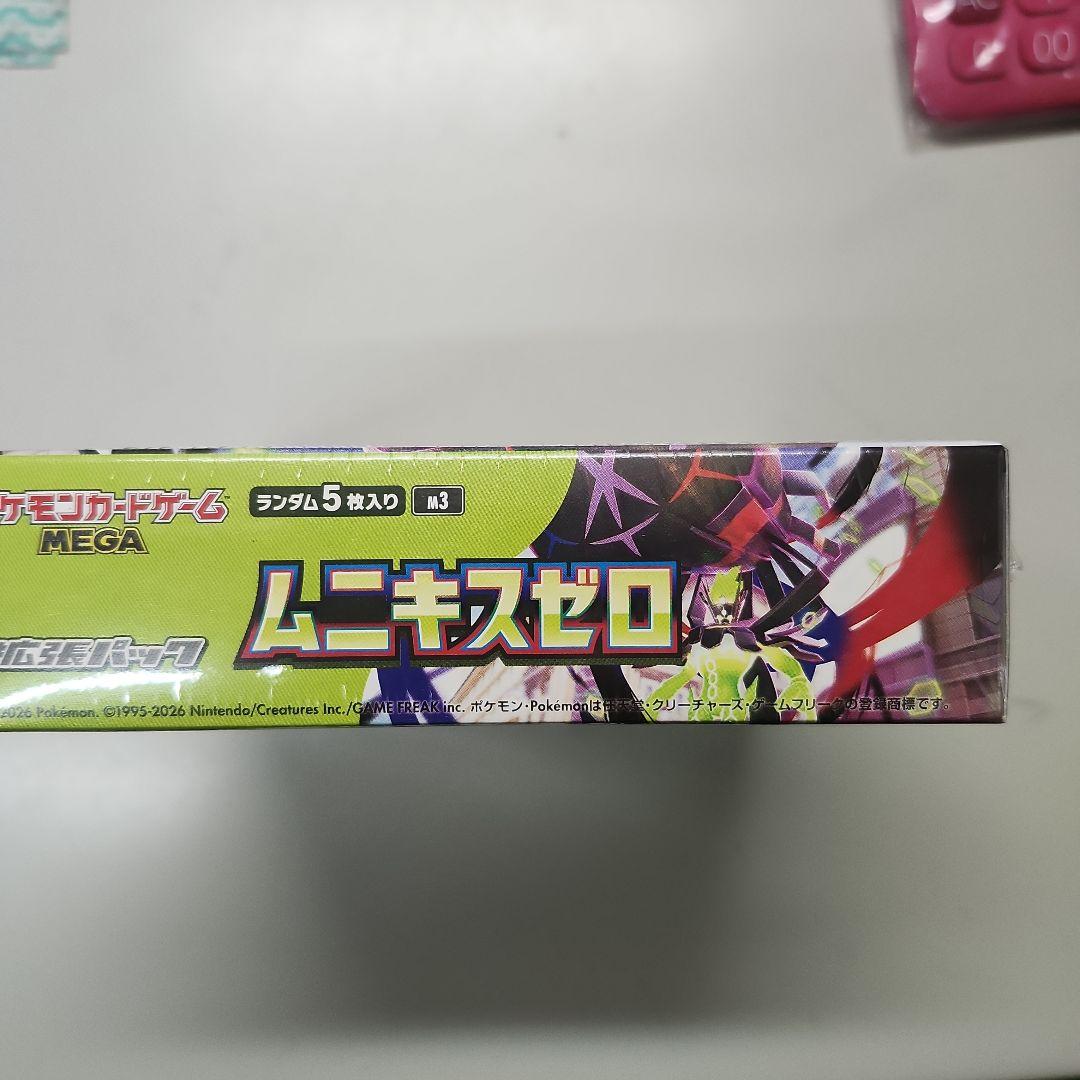 AC
00
ケモンカードゲーム™
MEGA
ランダム5枚入り M3
ムニキスゼロ
拡張パック
2026 Pokémon. ©1995-2026 Nintendo/Creatures Inc./GAME FREAK inc. ポケモン・Pokémonは任天堂・クリーチャーズ・ゲームフリークの登録商標です。